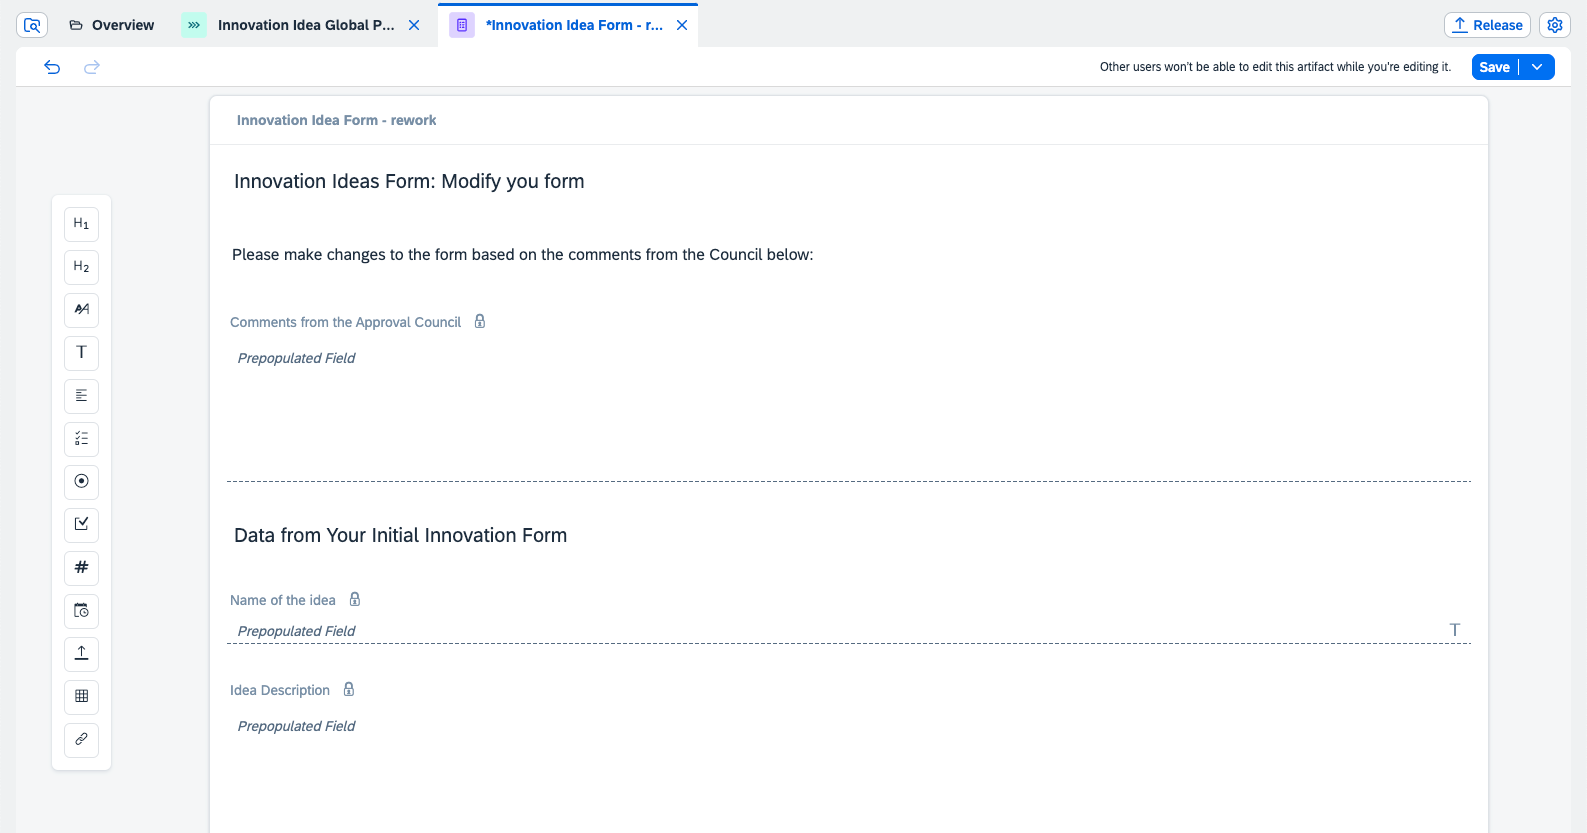 Overview
Innovation Idea Global P...
*Innovation Idea Form - r...
Release
Other users won't be able to edit this artifact while you're editing it.
Save
Innovation Idea Form - rework
Innovation Ideas Form: Modify you form
Please make changes to the form based on the comments from the Council below:
Comments from the Approval Council
Prepopulated Field
Data from Your Initial Innovation Form
Name of the idea
Prepopulated Field
T
Idea Description
Prepopulated Field
H1
H2
AA
T
#